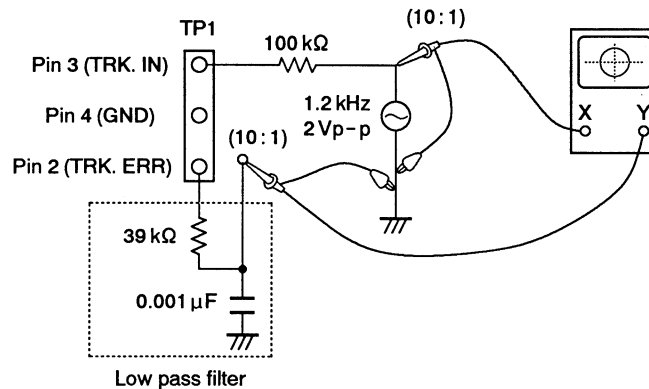 TP1
(10 : 1)
100 kΩ
Pin 3 (TRK. IN)
Pin 4 (GND)
1.2 kHz
2 Vp-p
X
Y
(10 : 1)
Pin 2 (TRK. ERR)
39 kΩ
0.001 μF
Low pass filter